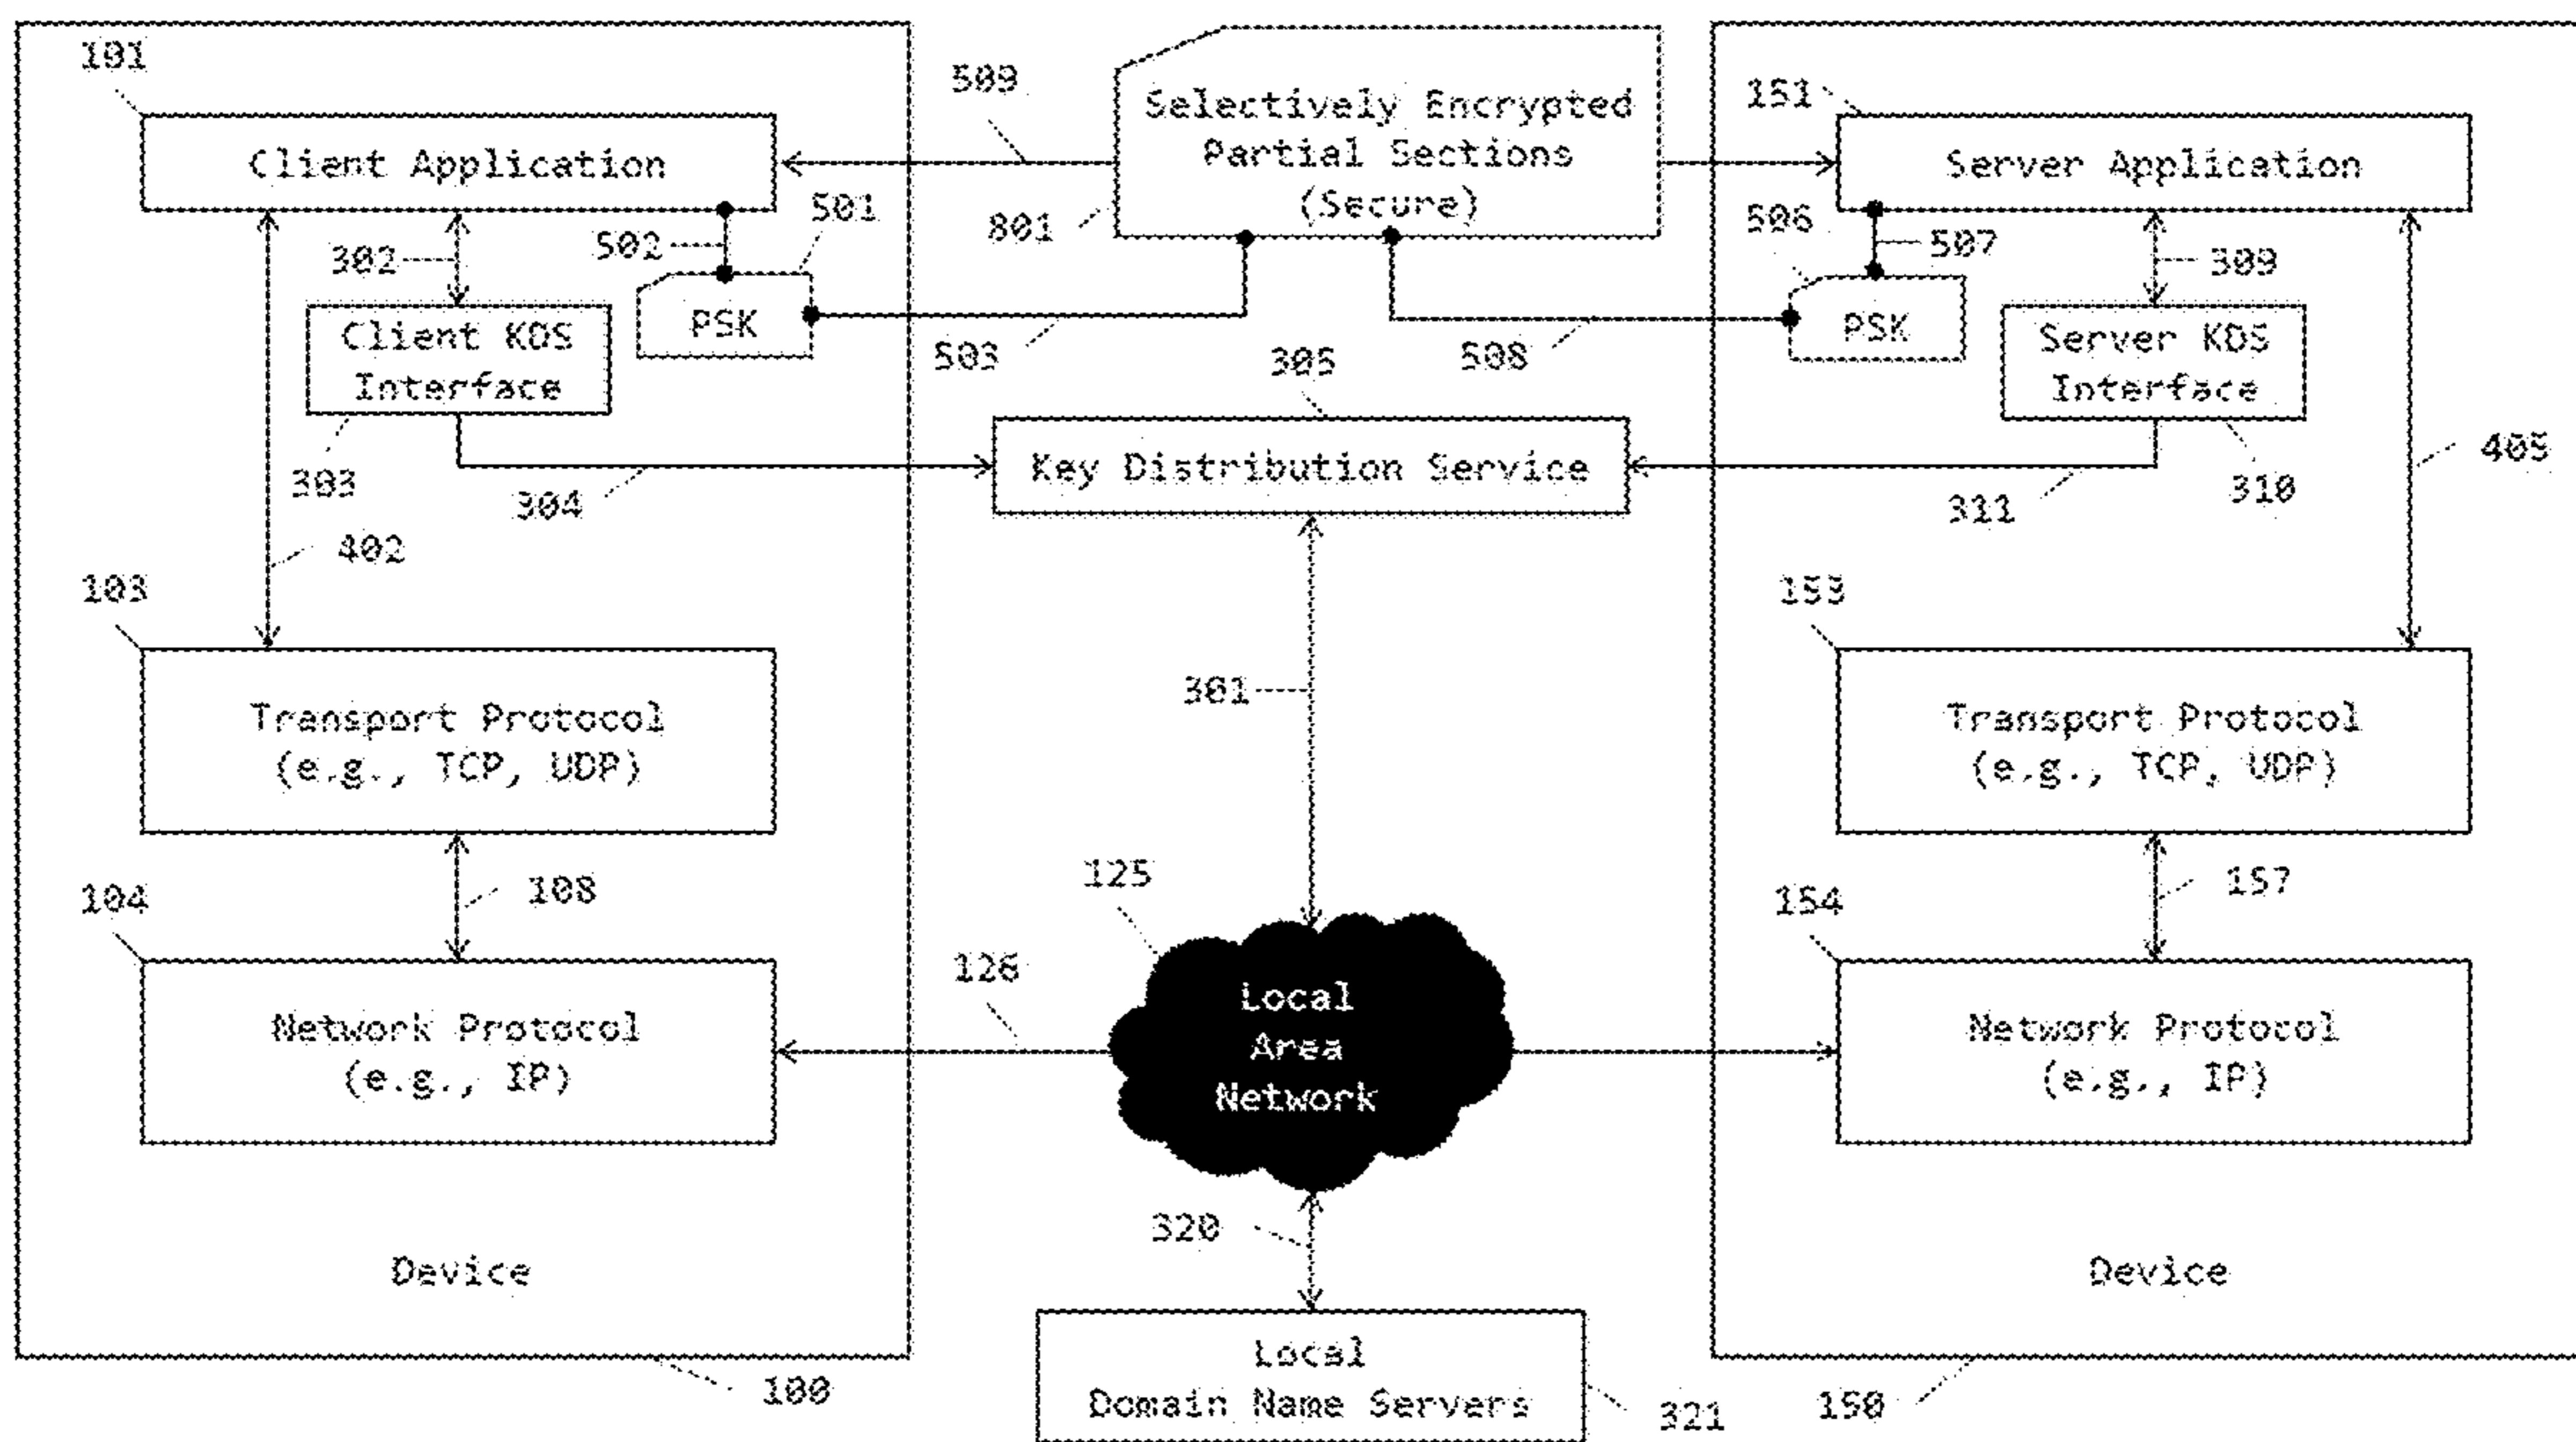 101
509
Selectively Encrypted
Partial Sections
(Secure)
801
151
Client Application
Server Application
302
502
501
506
507
309
Client KDS
Interface
PSK
503
508
PSK
Server KDS
Interface
303
304
305
Key Distribution Service
311
310
405
402
103
153
Transport Protocol
(e.g., TCP, UDP)
301
Transport Protocol
(e.g., TCP, UDP)
104
108
125
154
157
126
Network Protocol
(e.g., IP)
Local
Area
Network
Network Protocol
(e.g., IP)
320
Device
Device
100
Local
Domain Name Servers
321
150